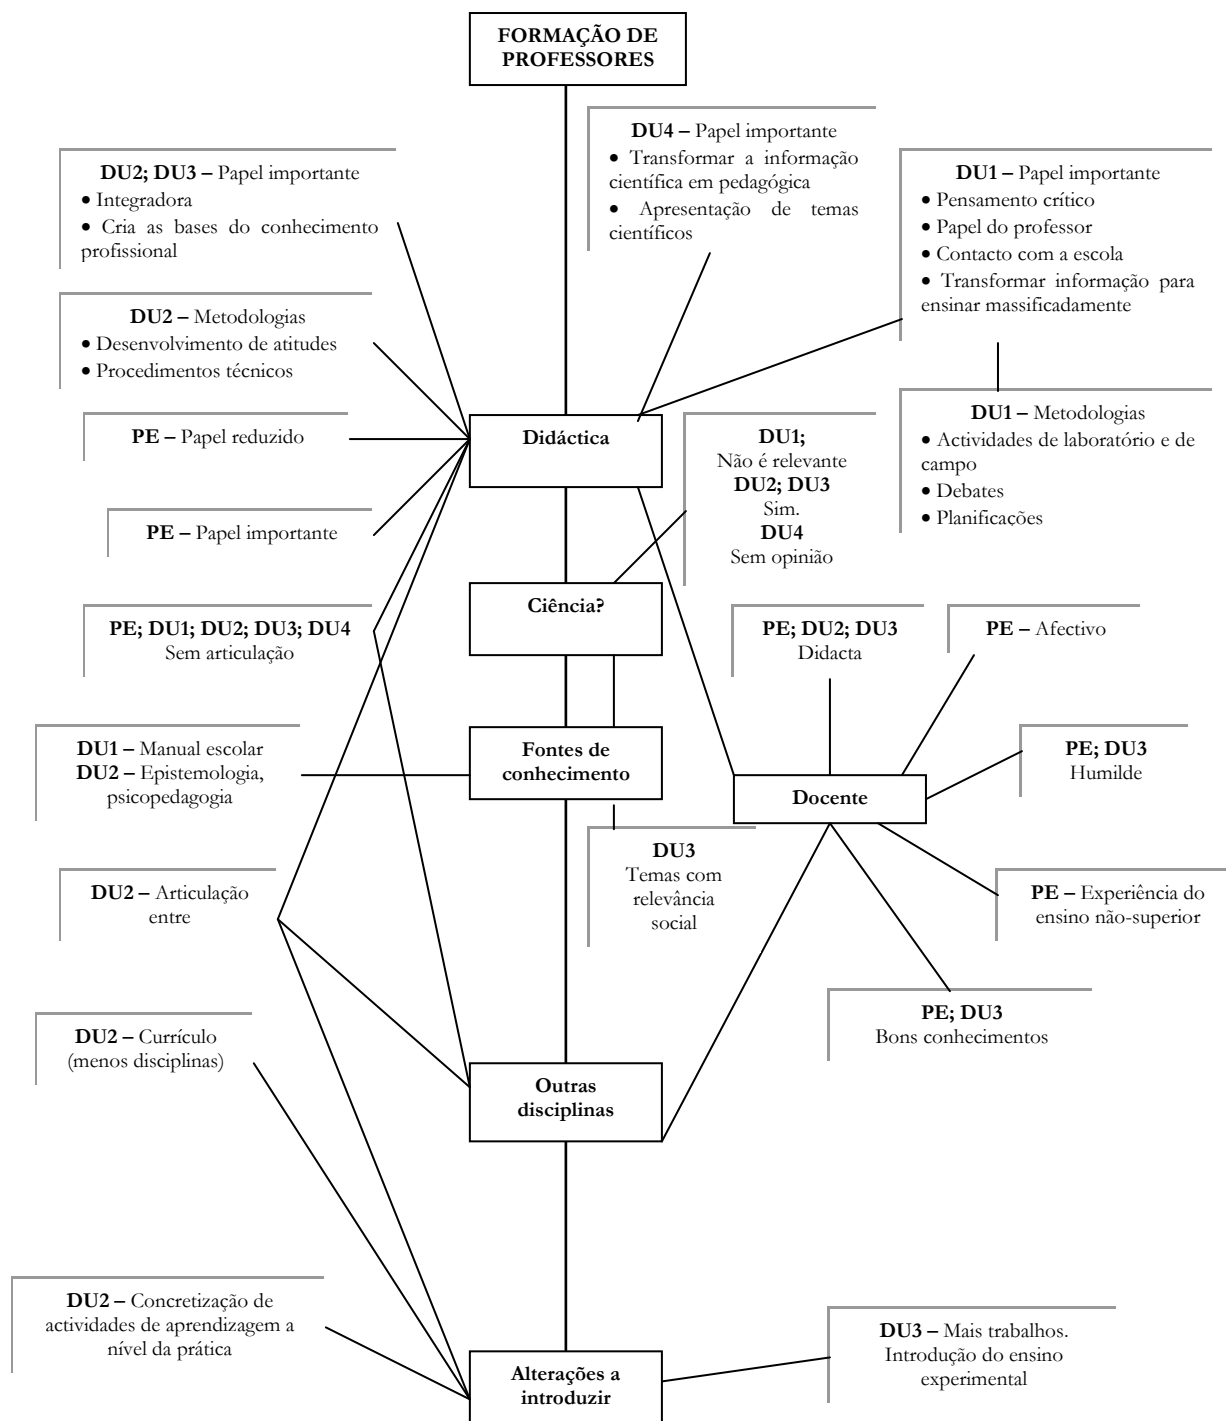 FORMAÇÃO DE
PROFESSORES
DU4 – Papel importante
• Transformar a informação
científica em pedagógica
• Apresentação de temas
científicos
DU2; DU3 – Papel importante
• Integradora
• Cria as bases do conhecimento
profissional
DU1 – Papel importante
• Pensamento crítico
• Papel do professor
• Contacto com a escola
• Transformar informação para
ensinar massificadamente
DU2 – Metodologias
• Desenvolvimento de atitudes
• Procedimentos técnicos
PE – Papel reduzido
Didáctica
DU1;
Não é relevante
DU2; DU3
Sim.
DU4
Sem opinião
DU1 – Metodologias
• Actividades de laboratório e de
campo
• Debates
• Planificações
PE – Papel importante
Ciência?
PE; DU1; DU2; DU3; DU4
Sem articulação
PE; DU2; DU3
Didacta
PE – Afectivo
DU1 – Manual escolar
DU2 – Epistemologia,
psicopedagogia
Fontes de
conhecimento
PE; DU3
Humilde
Docente
DU3
Temas com
relevância
social
DU2 – Articulação
entre
PE – Experiência do
ensino não-superior
PE; DU3
Bons conhecimentos
DU2 – Currículo
(menos disciplinas)
Outras
disciplinas
DU2 – Concretização de
actividades de aprendizagem a
nível da prática
DU3 – Mais trabalhos.
Introdução do ensino
experimental
Alterações a
introduzir